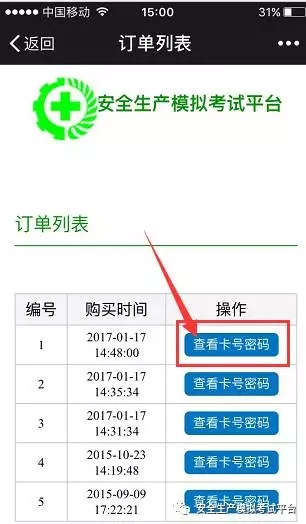 中国移动 15:00 31%
返回 订单列表
安全生产模拟考试平台
订单列表
编号 购买时间 操作
1 2017-01-17 14:48:00 查看卡号密码
2 2017-01-17 14:35:34 查看卡号密码
3 2017-01-17 14:31:34 查看卡号密码
4 2015-10-23 14:19:48 查看卡号密码
5 2015-09-09 17:22:21 查看卡号密码
安全生产模拟考试平台